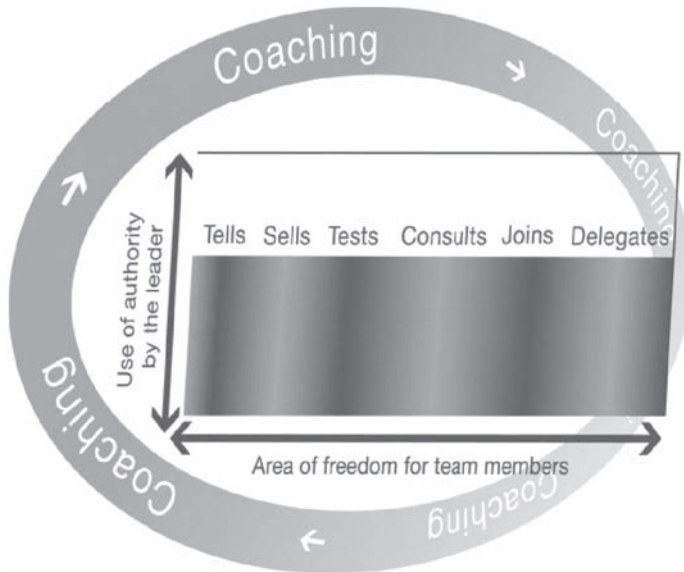 Coaching
Coaching
Use of authority
by the leader
Tells Sells Tests Consults Joins Delegates
Area of freedom for team members
Coaching
Coaching